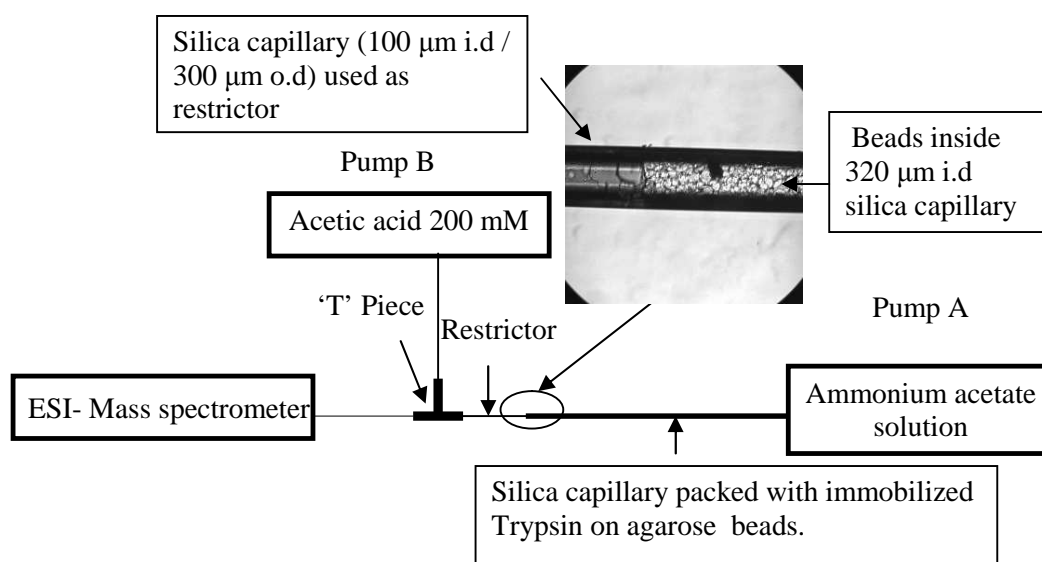 Silica capillary (100 μm i.d /
300 μm o.d) used as
restrictor
Beads inside
320 μm i.d
silica capillary
Pump B
Acetic acid 200 mM
‘T’ Piece
Restrictor
Pump A
ESI- Mass spectrometer
Ammonium acetate
solution
Silica capillary packed with immobilized
Trypsin on agarose beads.